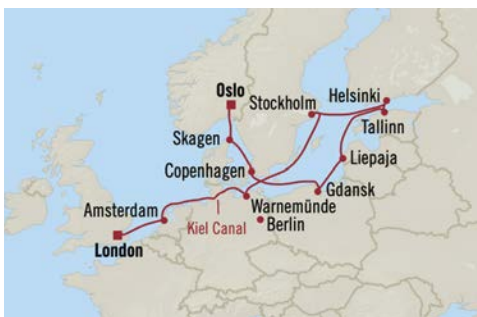 Oslo
Helsinki
Stockholm
Tallinn
Skagen
Liepaja
Copenhagen
Gdansk
Warnemünde
Amsterdam
Berlin
Kiel Canal
London